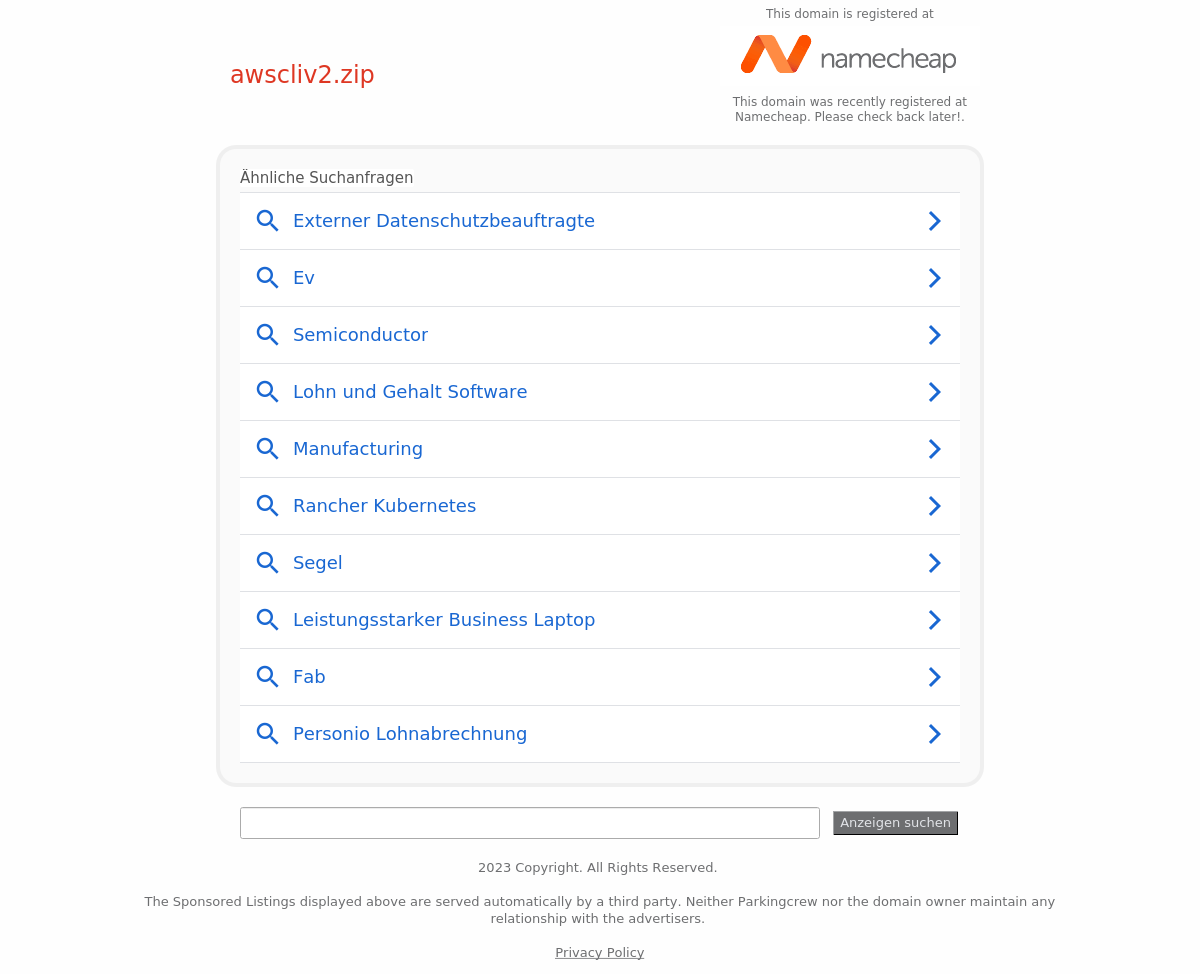 This domain is registered at
namecheap
awscliv2.zip
This domain was recently registered at
Namecheap. Please check back later!.
Ähnliche Suchanfragen
Externer Datenschutzbeauftragte
Ev
Semiconductor
Lohn und Gehalt Software
Manufacturing
Rancher Kubernetes
Segel
Leistungsstarker Business Laptop
Fab
Personio Lohnabrechnung
Anzeigen suchen
2023 Copyright. All Rights Reserved.
The Sponsored Listings displayed above are served automatically by a third party. Neither Parkingcrew nor the domain owner maintain any
relationship with the advertisers.
Privacy Policy